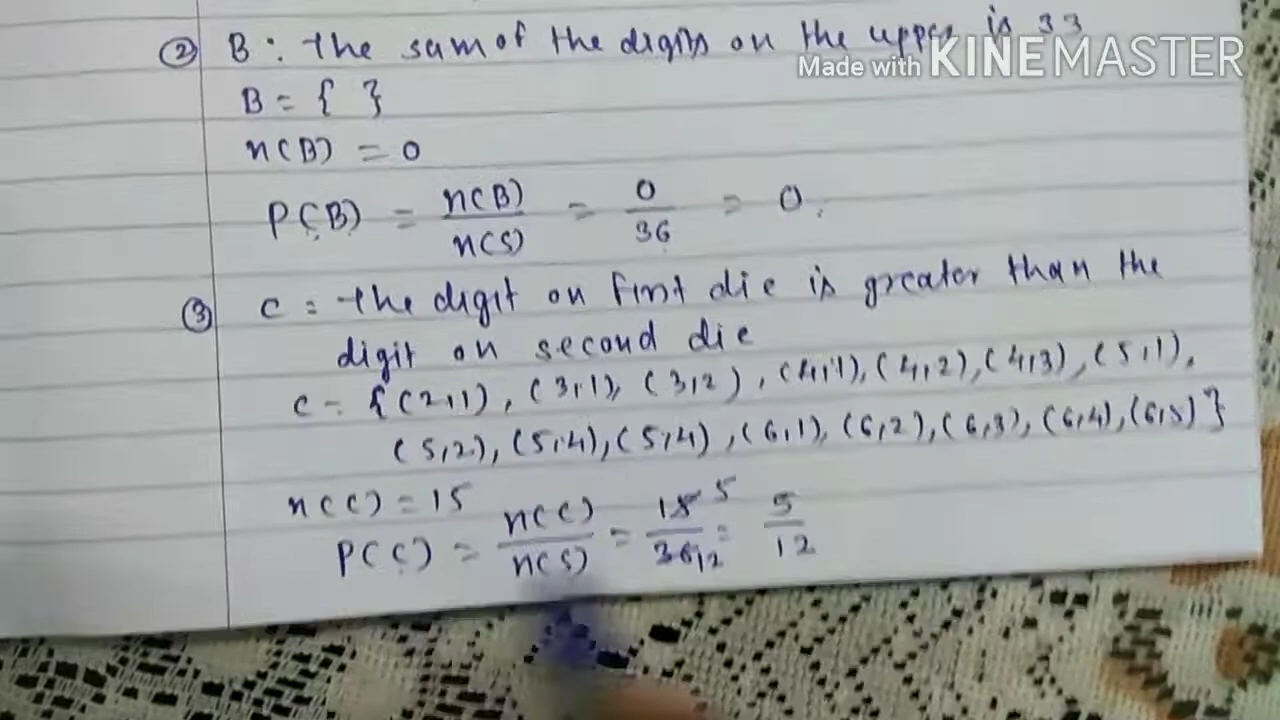 ② B : the sum of the digits on the upper is 33
Made with KINEMASTER
B = { }
n(B) = 0
P(B) = n(B)/n(S) = 0/36 = 0.
③ C = the digit on first die is greater than the
digit on second die
C = {(2,1), (3,1), (3,2), (4,1), (4,2), (4,3), (5,1),
(5,2), (5,4), (5,4), (6,1), (6,2), (6,3), (6,4), (6,5)}
n(C) = 15
P(C) = n(C)/n(S) = 15 5/36 12 = 5/12